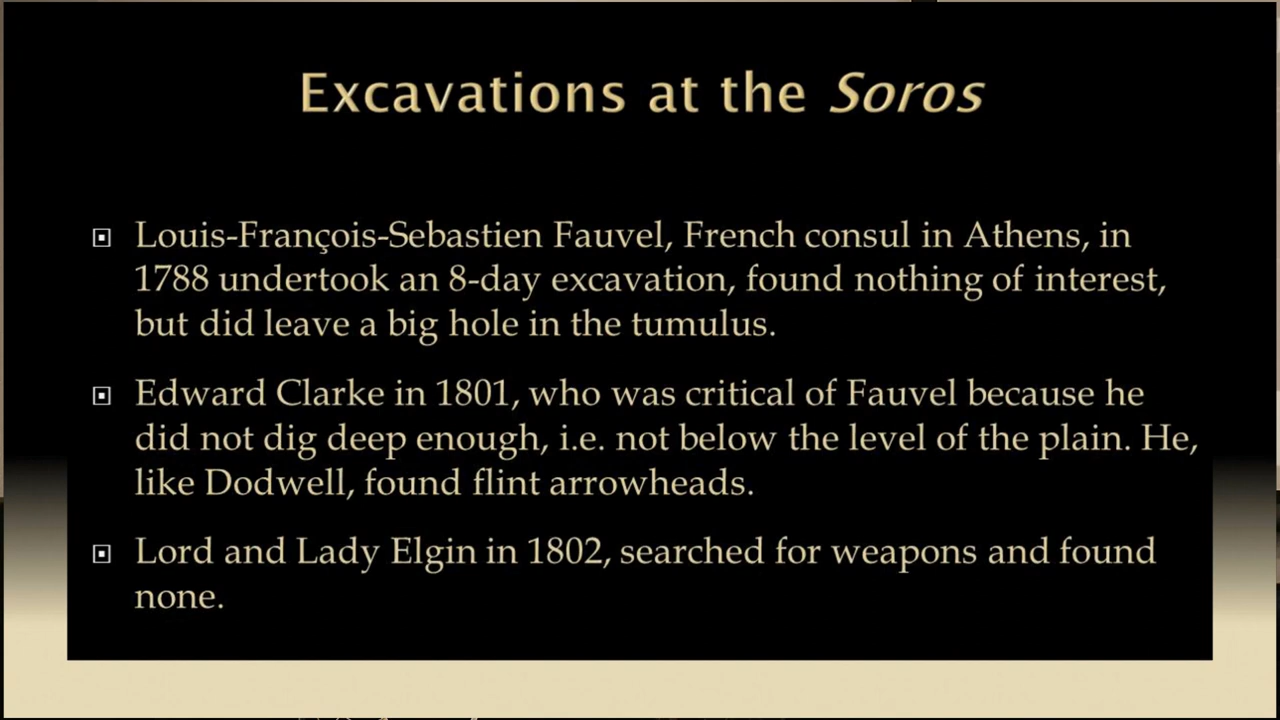 Excavations at the Soros
Louis-François-Sebastien Fauvel, French consul in Athens, in
1788 undertook an 8-day excavation, found nothing of interest,
but did leave a big hole in the tumulus.
Edward Clarke in 1801, who was critical of Fauvel because he
did not dig deep enough, i.e. not below the level of the plain. He,
like Dodwell, found flint arrowheads.
Lord and Lady Elgin in 1802, searched for weapons and found
none.